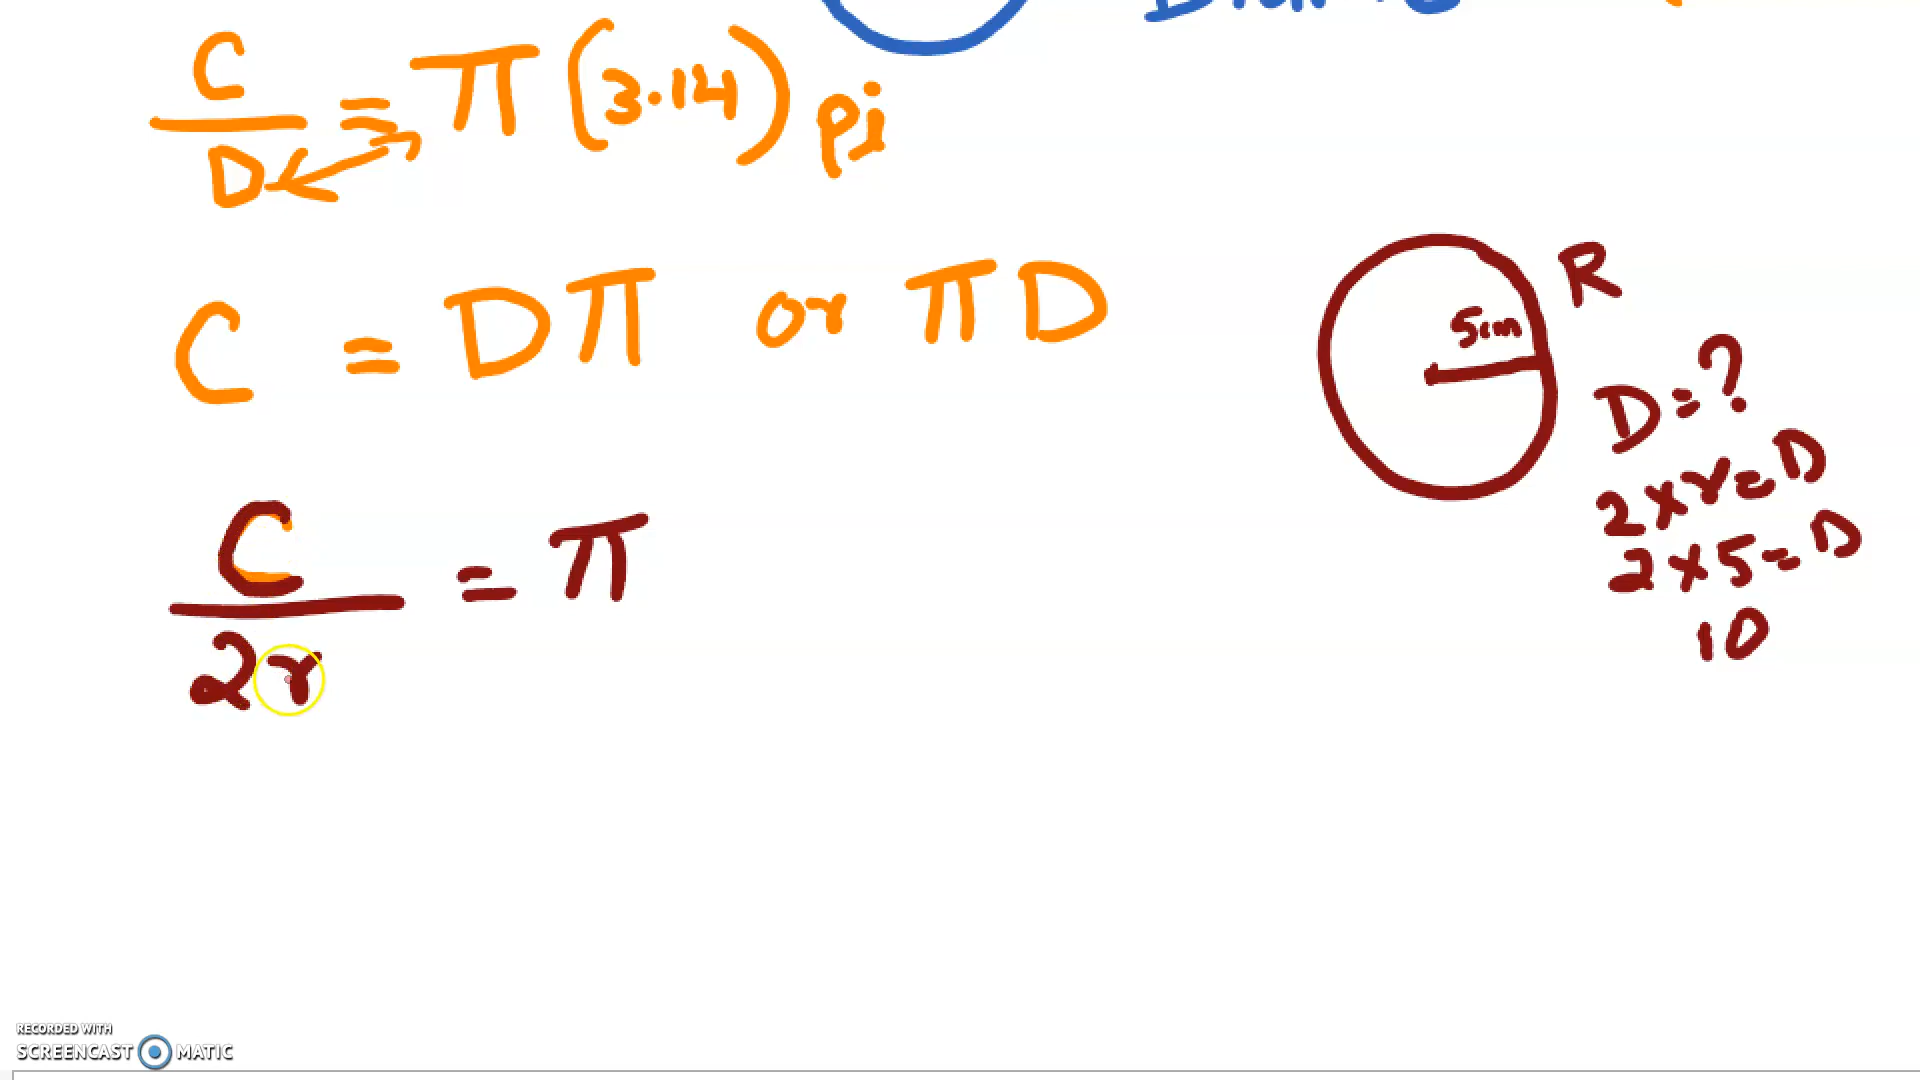 C/D = π (3.14) pi
C = Dπ or πD
5cm
R
D = ?
2 x r = D
2 x 5 = D
10
C/2r = π
RECORDED WITH
SCREENCAST MATIC